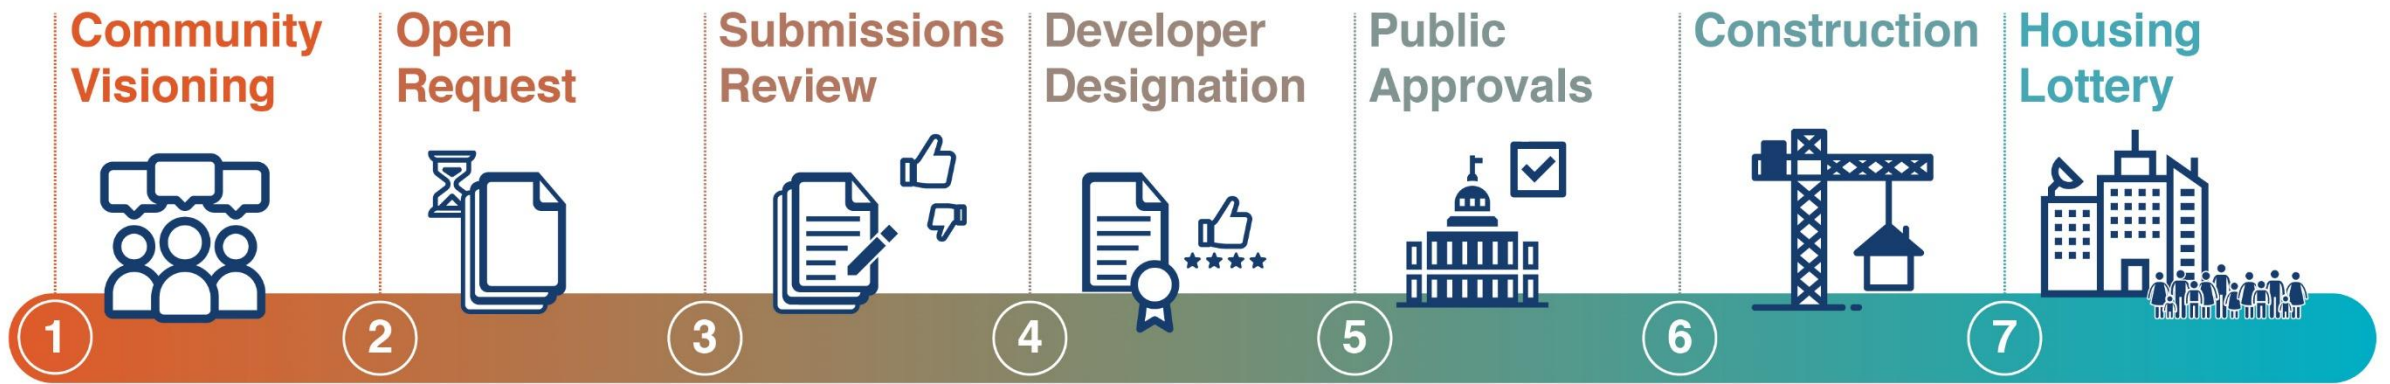 Community
Visioning
Open
Request
Submissions
Review
Developer
Designation
Public
Approvals
Construction
Housing
Lottery
1
2
3
4
5
6
7